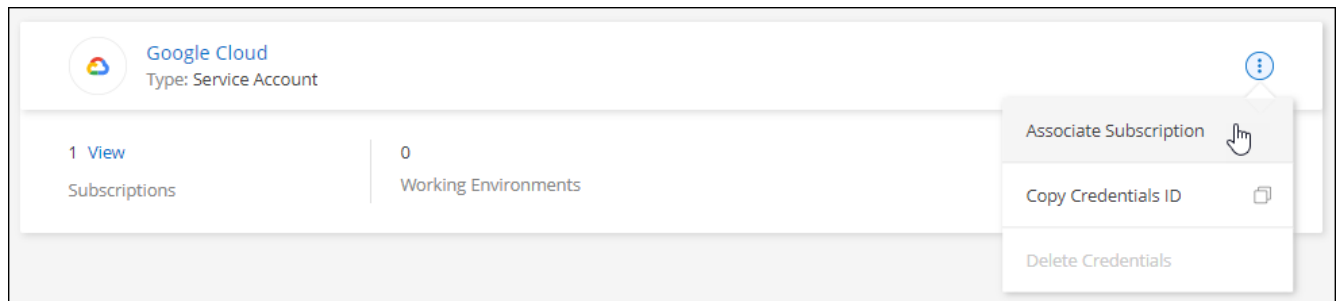 Google Cloud
Type: Service Account
Associate Subscription
1 View
0
Subscriptions
Working Environments
Copy Credentials ID
Delete Credentials